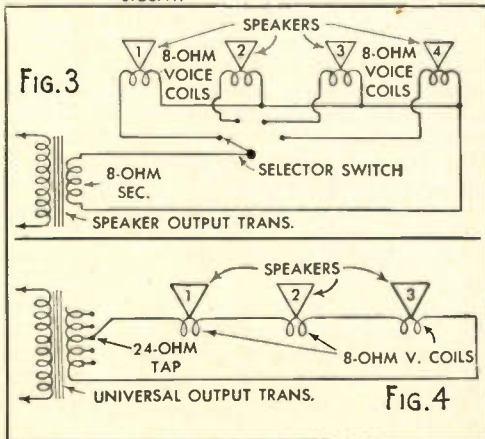 SPEAKERS
1
2
3
4
8-OHM
VOICE
COILS
8-OHM
VOICE
COILS
FIG.3
8-OHM
SEC.
SELECTOR SWITCH
SPEAKER OUTPUT TRANS.
SPEAKERS
1
2
3
24-OHM
TAP
8-OHM V. COILS
UNIVERSAL OUTPUT TRANS.
FIG.4